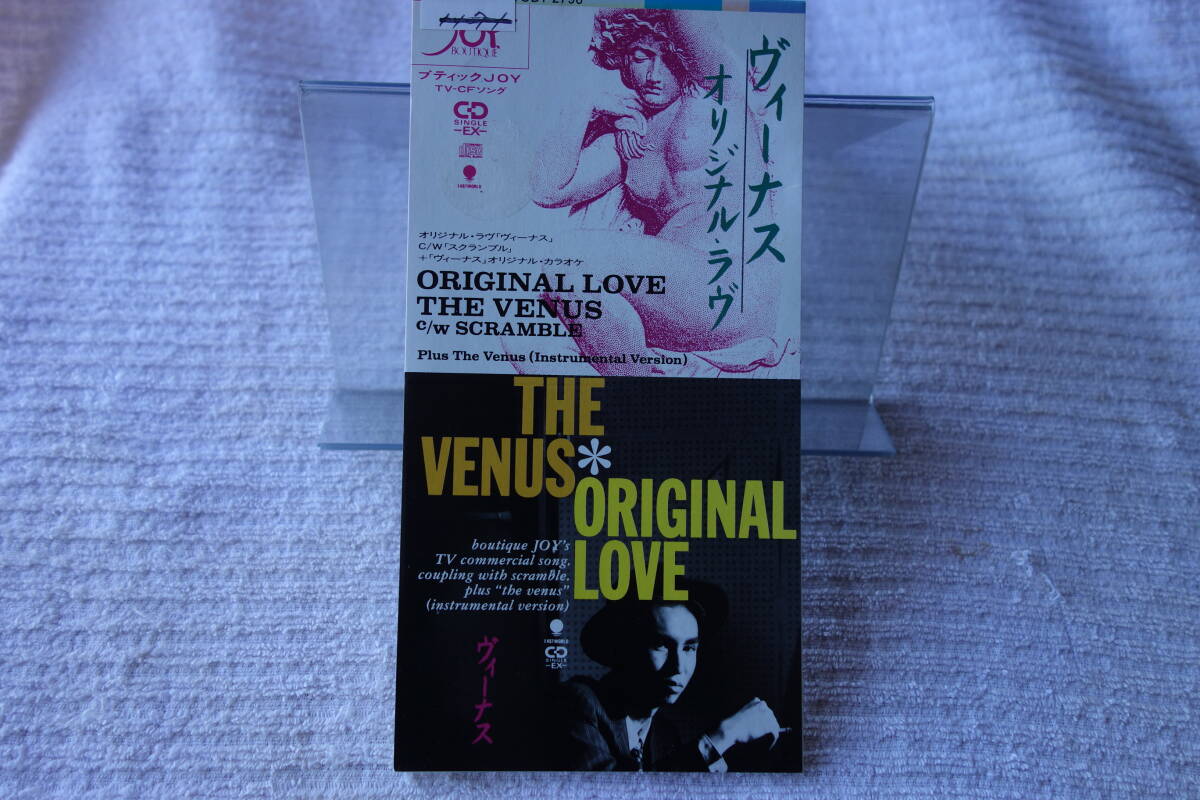 JOY
BOUTIQUE
ブティックJOY
TV-CFソング
CD
SINGLE
-EX-
EASTWORLD
ヴィーナス
オリジナル・ラヴ
オリジナル・ラヴ「ヴィーナス」
C/W「スクランブル」
+「ヴィーナス」オリジナル・カラオケ
ORIGINAL LOVE
THE VENUS
c/w SCRAMBLE
Plus The Venus (Instrumental Version)
THE
VENUS*
ORIGINAL
LOVE
boutique JOY's
TV commercial song,
coupling with scramble.
plus "the venus"
(instrumental version)
EASTWORLD
CD
SINGLE
-EX-
ヴィーナス